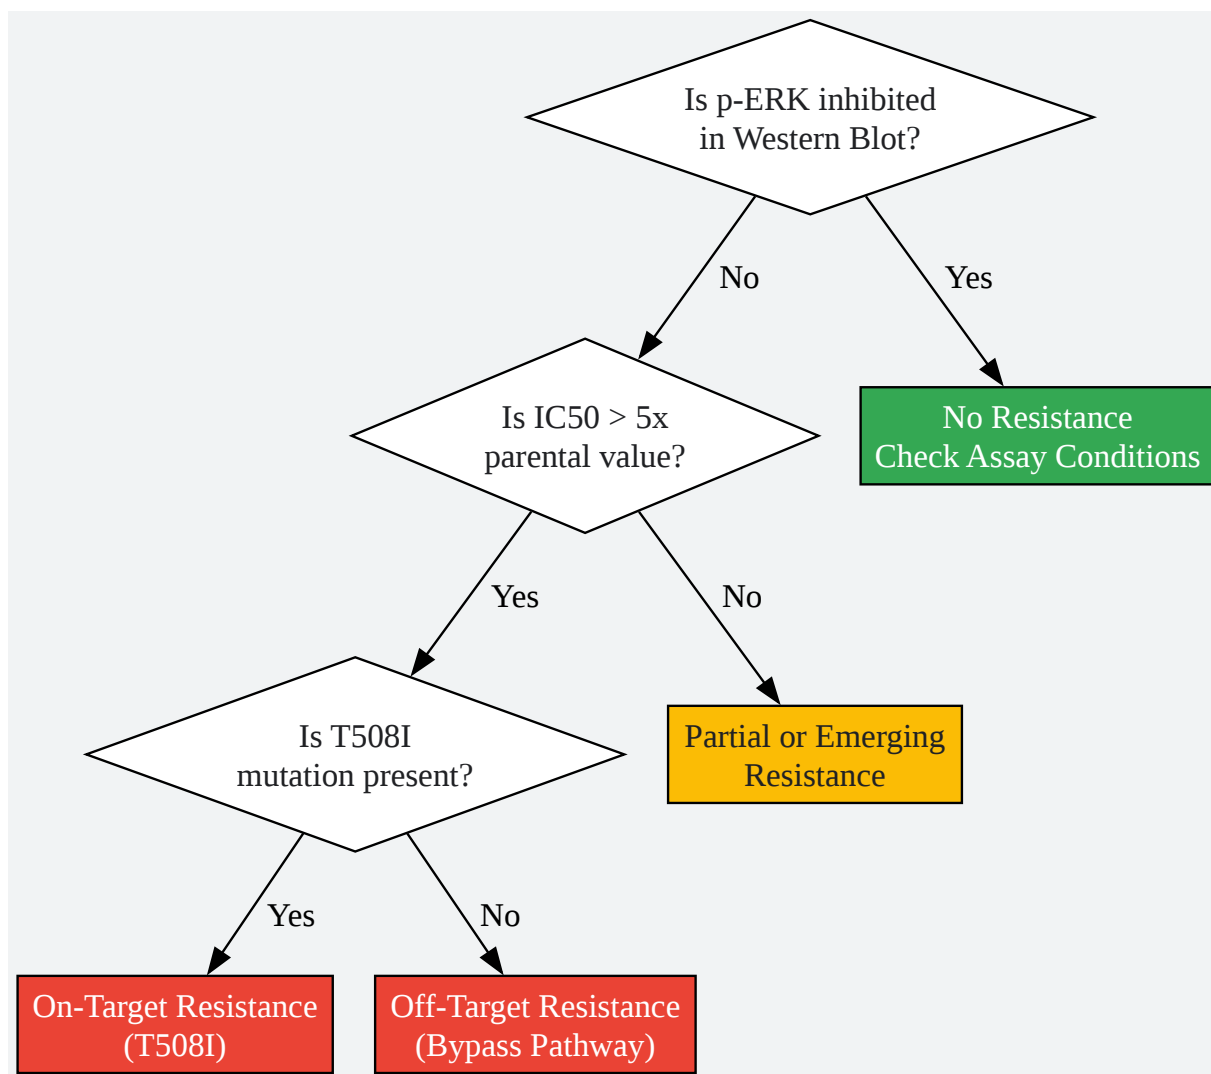 Is p-ERK inhibited
in Western Blot?
No
Yes
Is IC50 > 5x
parental value?
No Resistance
Check Assay Conditions
Yes
No
Is T508I
mutation present?
Partial or Emerging
Resistance
Yes
No
On-Target Resistance
(T508I)
Off-Target Resistance
(Bypass Pathway)